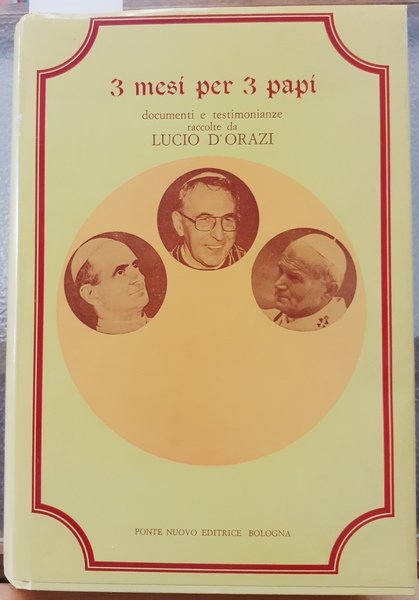 3 mesi per 3 papi
documenti e testimonianze
raccolte da
LUCIO D'ORAZI
PONTE NUOVO EDITRICE BOLOGNA